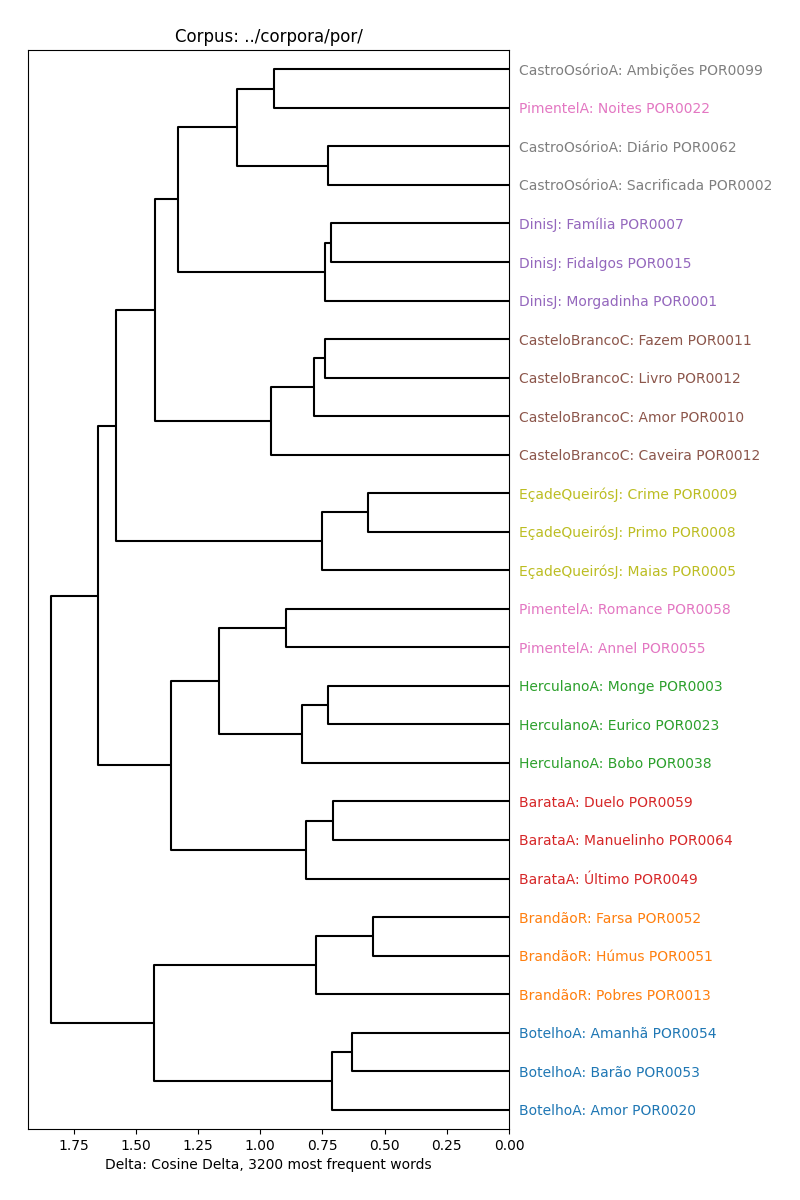 Corpus: ../corpora/por/
CastroOsórioA: Ambições POR0099
PimentelA: Noites POR0022
CastroOsórioA: Diário POR0062
CastroOsórioA: Sacrificada POR0002
DinisJ: Família POR0007
DinisJ: Fidalgos POR0015
DinisJ: Morgadinha POR0001
CasteloBrancoC: Fazem POR0011
CasteloBrancoC: Livro POR0012
CasteloBrancoC: Amor POR0010
CasteloBrancoC: Caveira POR0012
EçadeQueirósJ: Crime POR0009
EçadeQueirósJ: Primo POR0008
EçadeQueirósJ: Maias POR0005
PimentelA: Romance POR0058
PimentelA: Annel POR0055
HerculanoA: Monge POR0003
HerculanoA: Eurico POR0023
HerculanoA: Bobo POR0038
BarataA: Duelo POR0059
BarataA: Manuelinho POR0064
BarataA: Último POR0049
BrandãoR: Farsa POR0052
BrandãoR: Húmus POR0051
BrandãoR: Pobres POR0013
BotelhoA: Amanhã POR0054
BotelhoA: Barão POR0053
BotelhoA: Amor POR0020
1.75 1.50 1.25 1.00 0.75 0.50 0.25 0.00
Delta: Cosine Delta, 3200 most frequent words